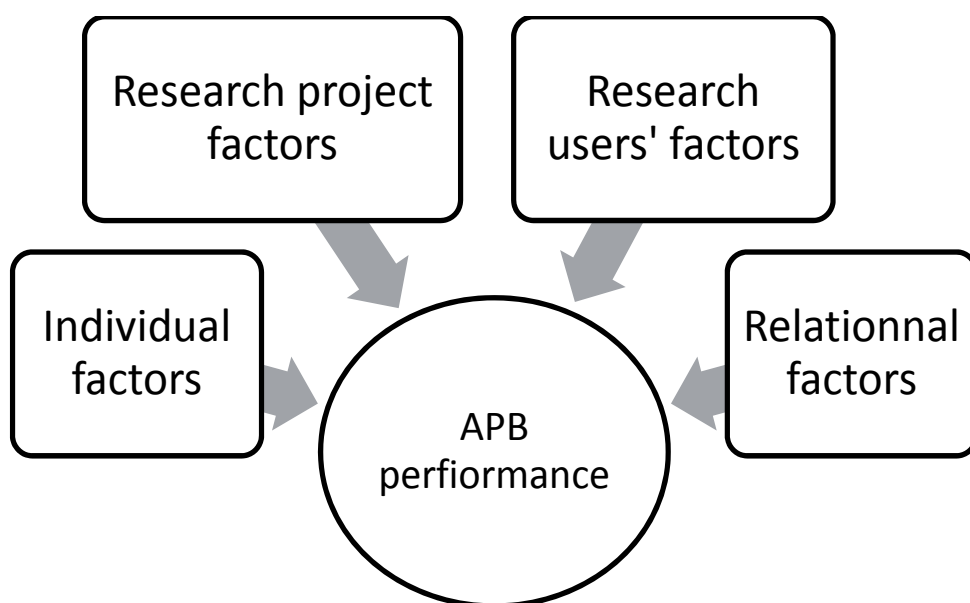 Research project
factors
Research
users' factors
Individual
factors
Relationnal
factors
APB
perfiormance